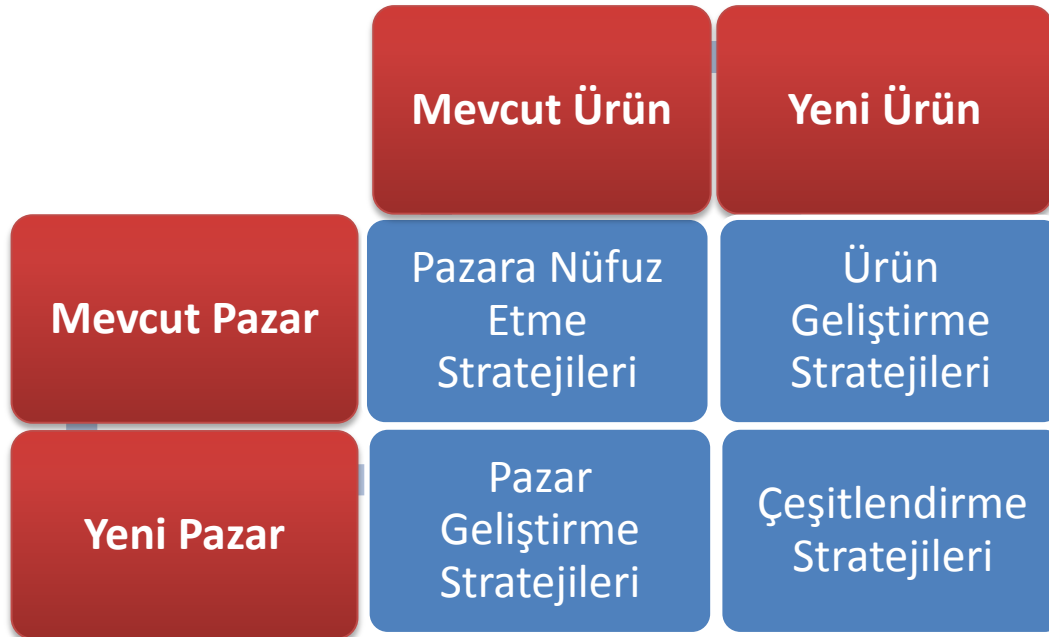 Mevcut Ürün
Yeni Ürün
Mevcut Pazar
Pazara Nüfuz
Etme
Stratejileri
Ürün
Geliştirme
Stratejileri
Yeni Pazar
Pazar
Geliştirme
Stratejileri
Çeşitlendirme
Stratejileri